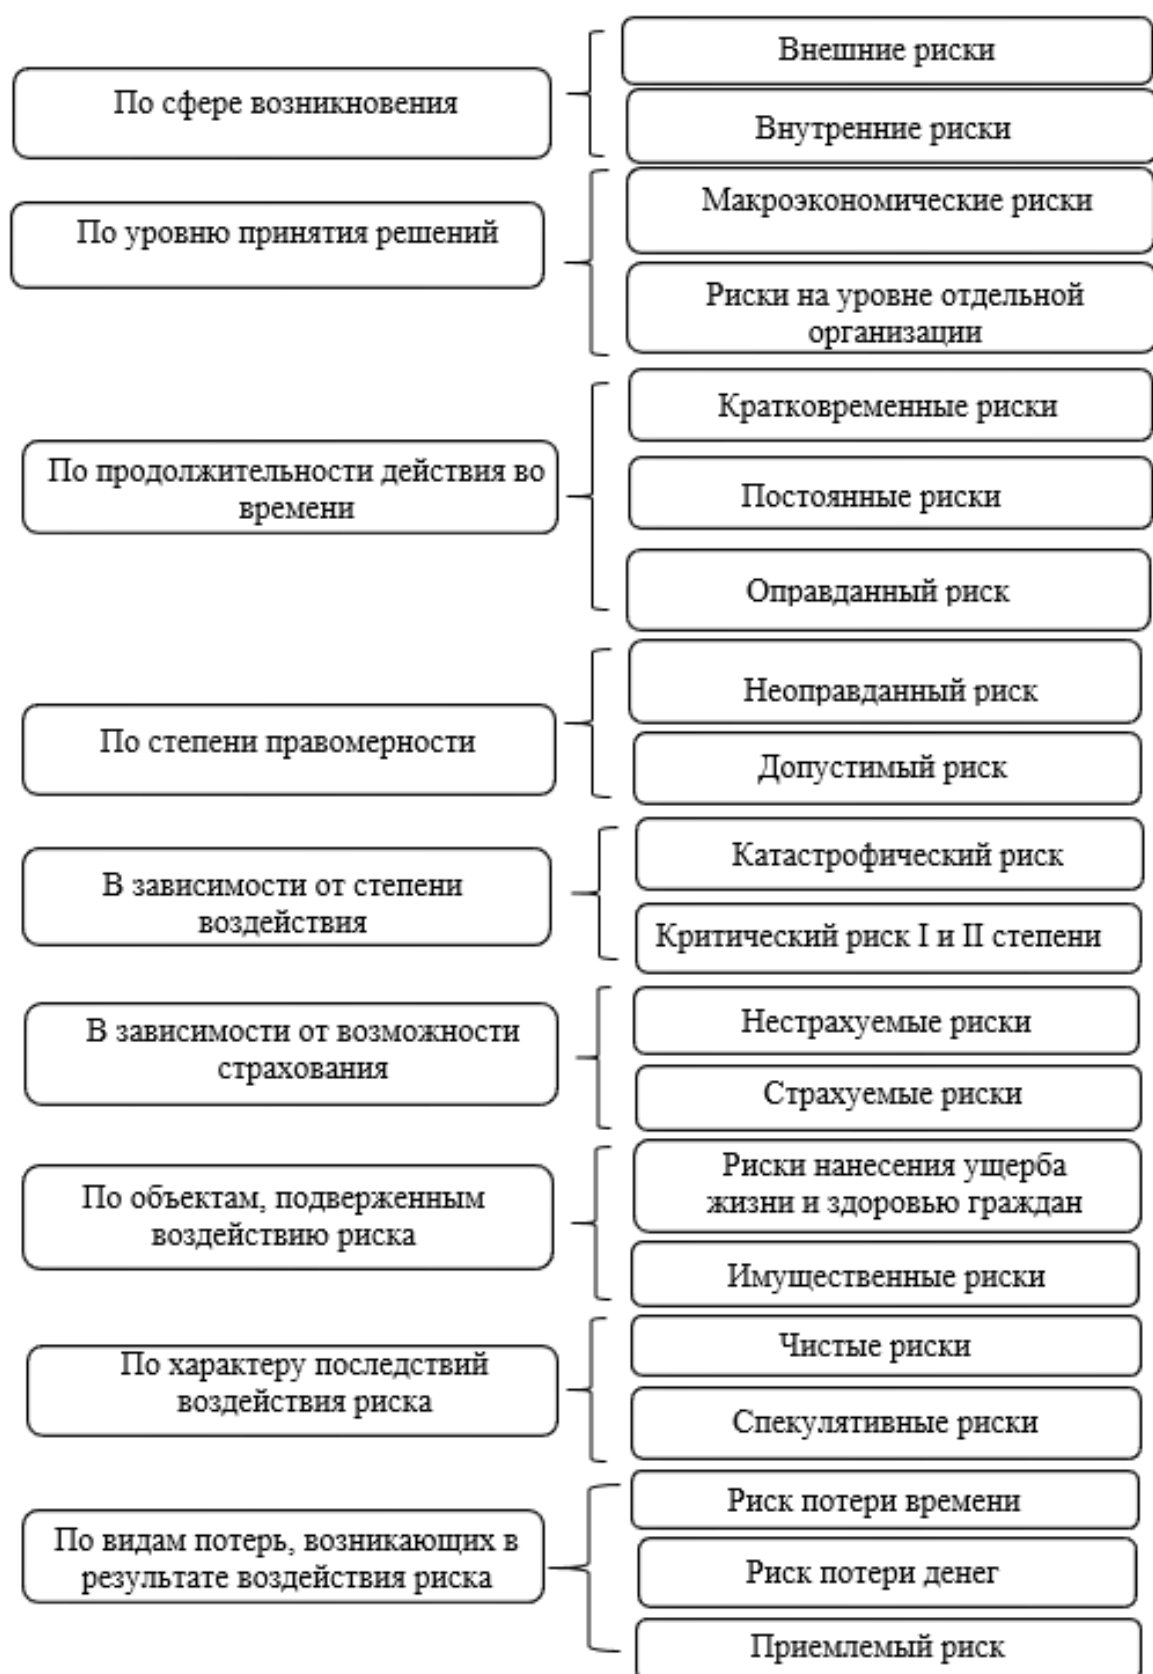 По сфере возникновения
Внешние риски
Внутренние риски
По уровню принятия решений
Макроэкономические риски
Риски на уровне отдельной
организации
По продолжительности действия во
времени
Кратковременные риски
Постоянные риски
Оправданный риск
По степени правомерности
Неоправданный риск
Допустимый риск
В зависимости от степени
воздействия
Катастрофический риск
Критический риск I и II степени
В зависимости от возможности
страхования
Нестрахуемые риски
Страхуемые риски
По объектам, подверженным
воздействию риска
Риски нанесения ущерба
жизни и здоровью граждан
Имущественные риски
По характеру последствий
воздействия риска
Чистые риски
Спекулятивные риски
По видам потерь, возникающих в
результате воздействия риска
Риск потери времени
Риск потери денег
Приемлемый риск